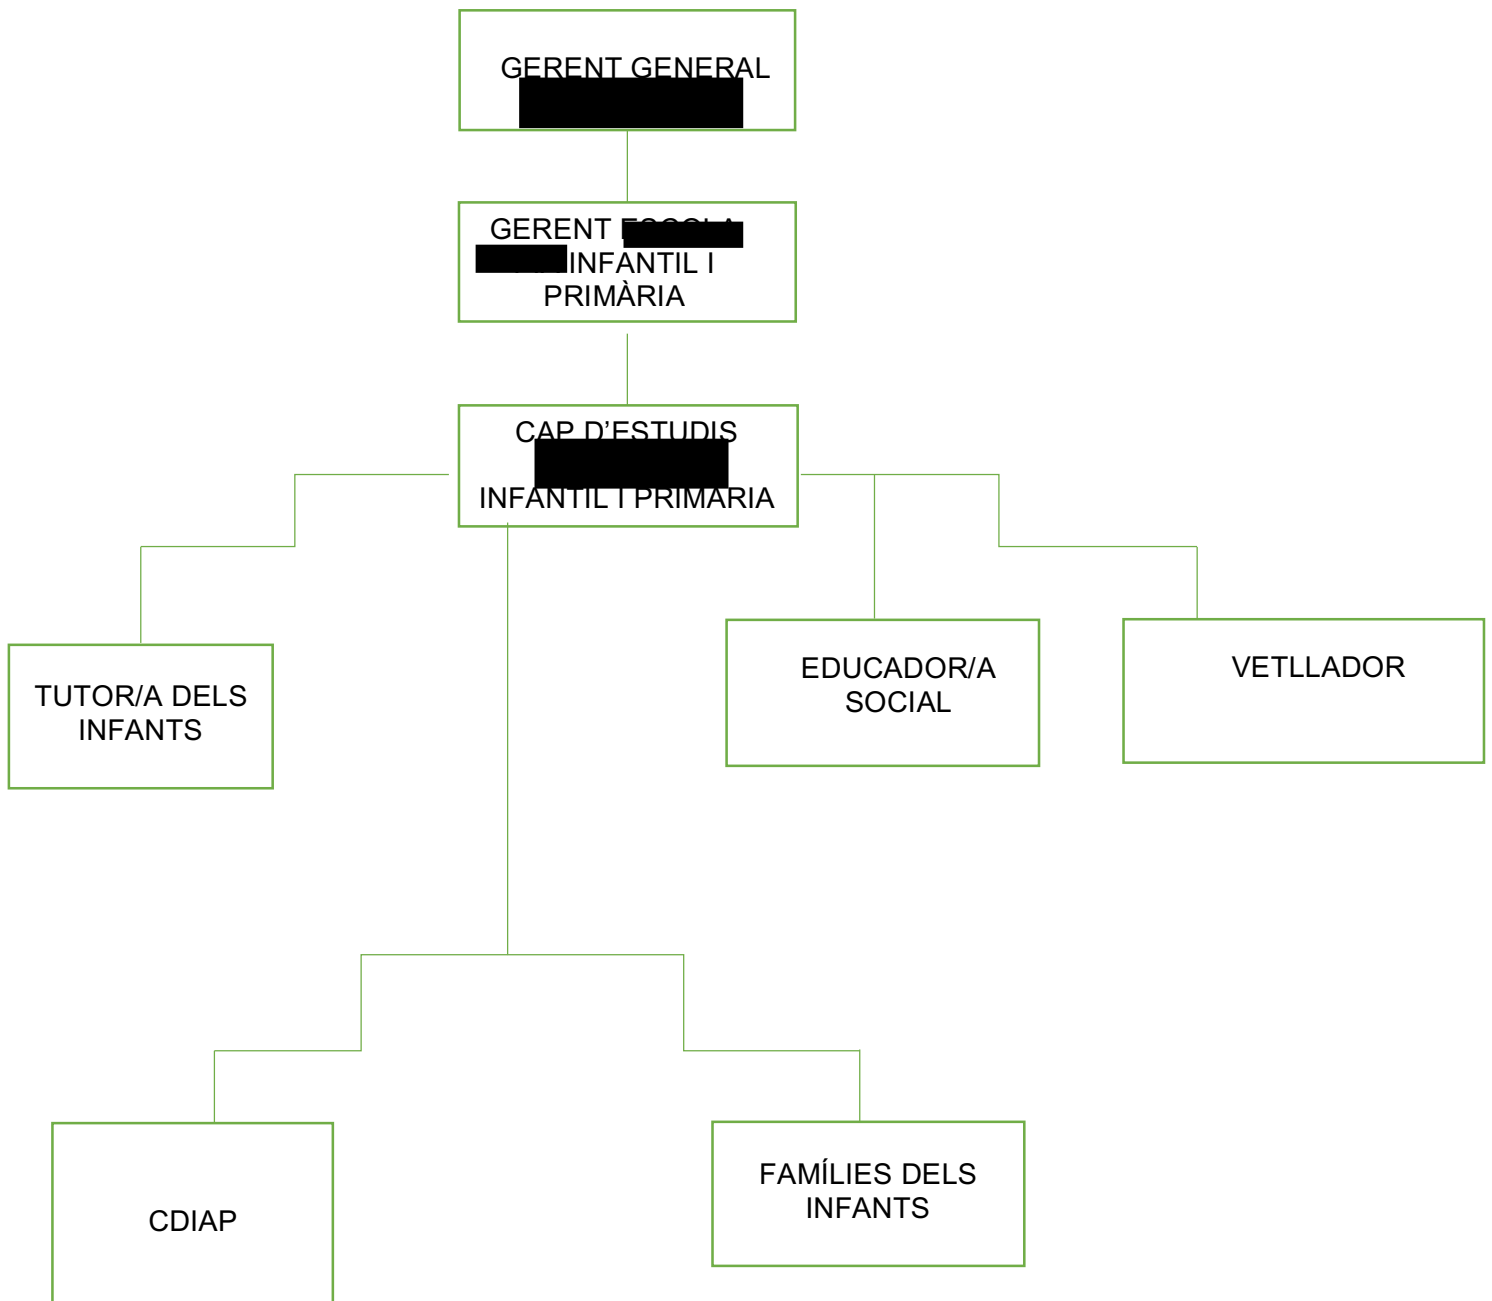 GERENT GENERAL
GERENT
INFANTIL I
PRIMÀRIA
CAP D’ESTUDIS
INFANTIL I PRIMARIA
TUTOR/A DELS
INFANTS
EDUCADOR/A
SOCIAL
VETLLADOR
CDIAP
FAMÍLIES DELS
INFANTS